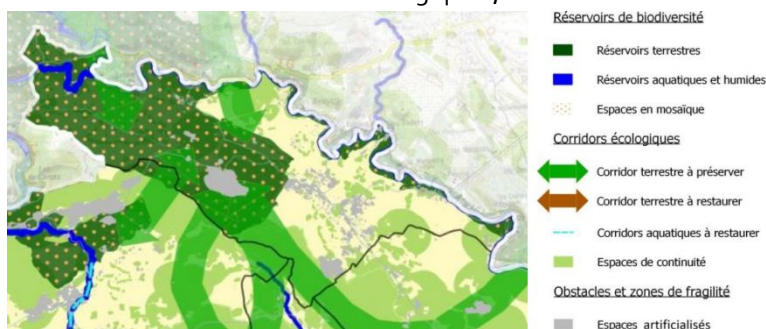 Réservoirs de biodiversité
Réservoirs terrestres
Réservoirs aquatiques et humides
Espaces en mosaïque
Corridors écologiques
Corridor terrestre à préserver
Corridor terrestre à restaurer
Corridors aquatiques à restaurer
Espaces de continuité
Obstacles et zones de fragilité
Espaces artificialisés